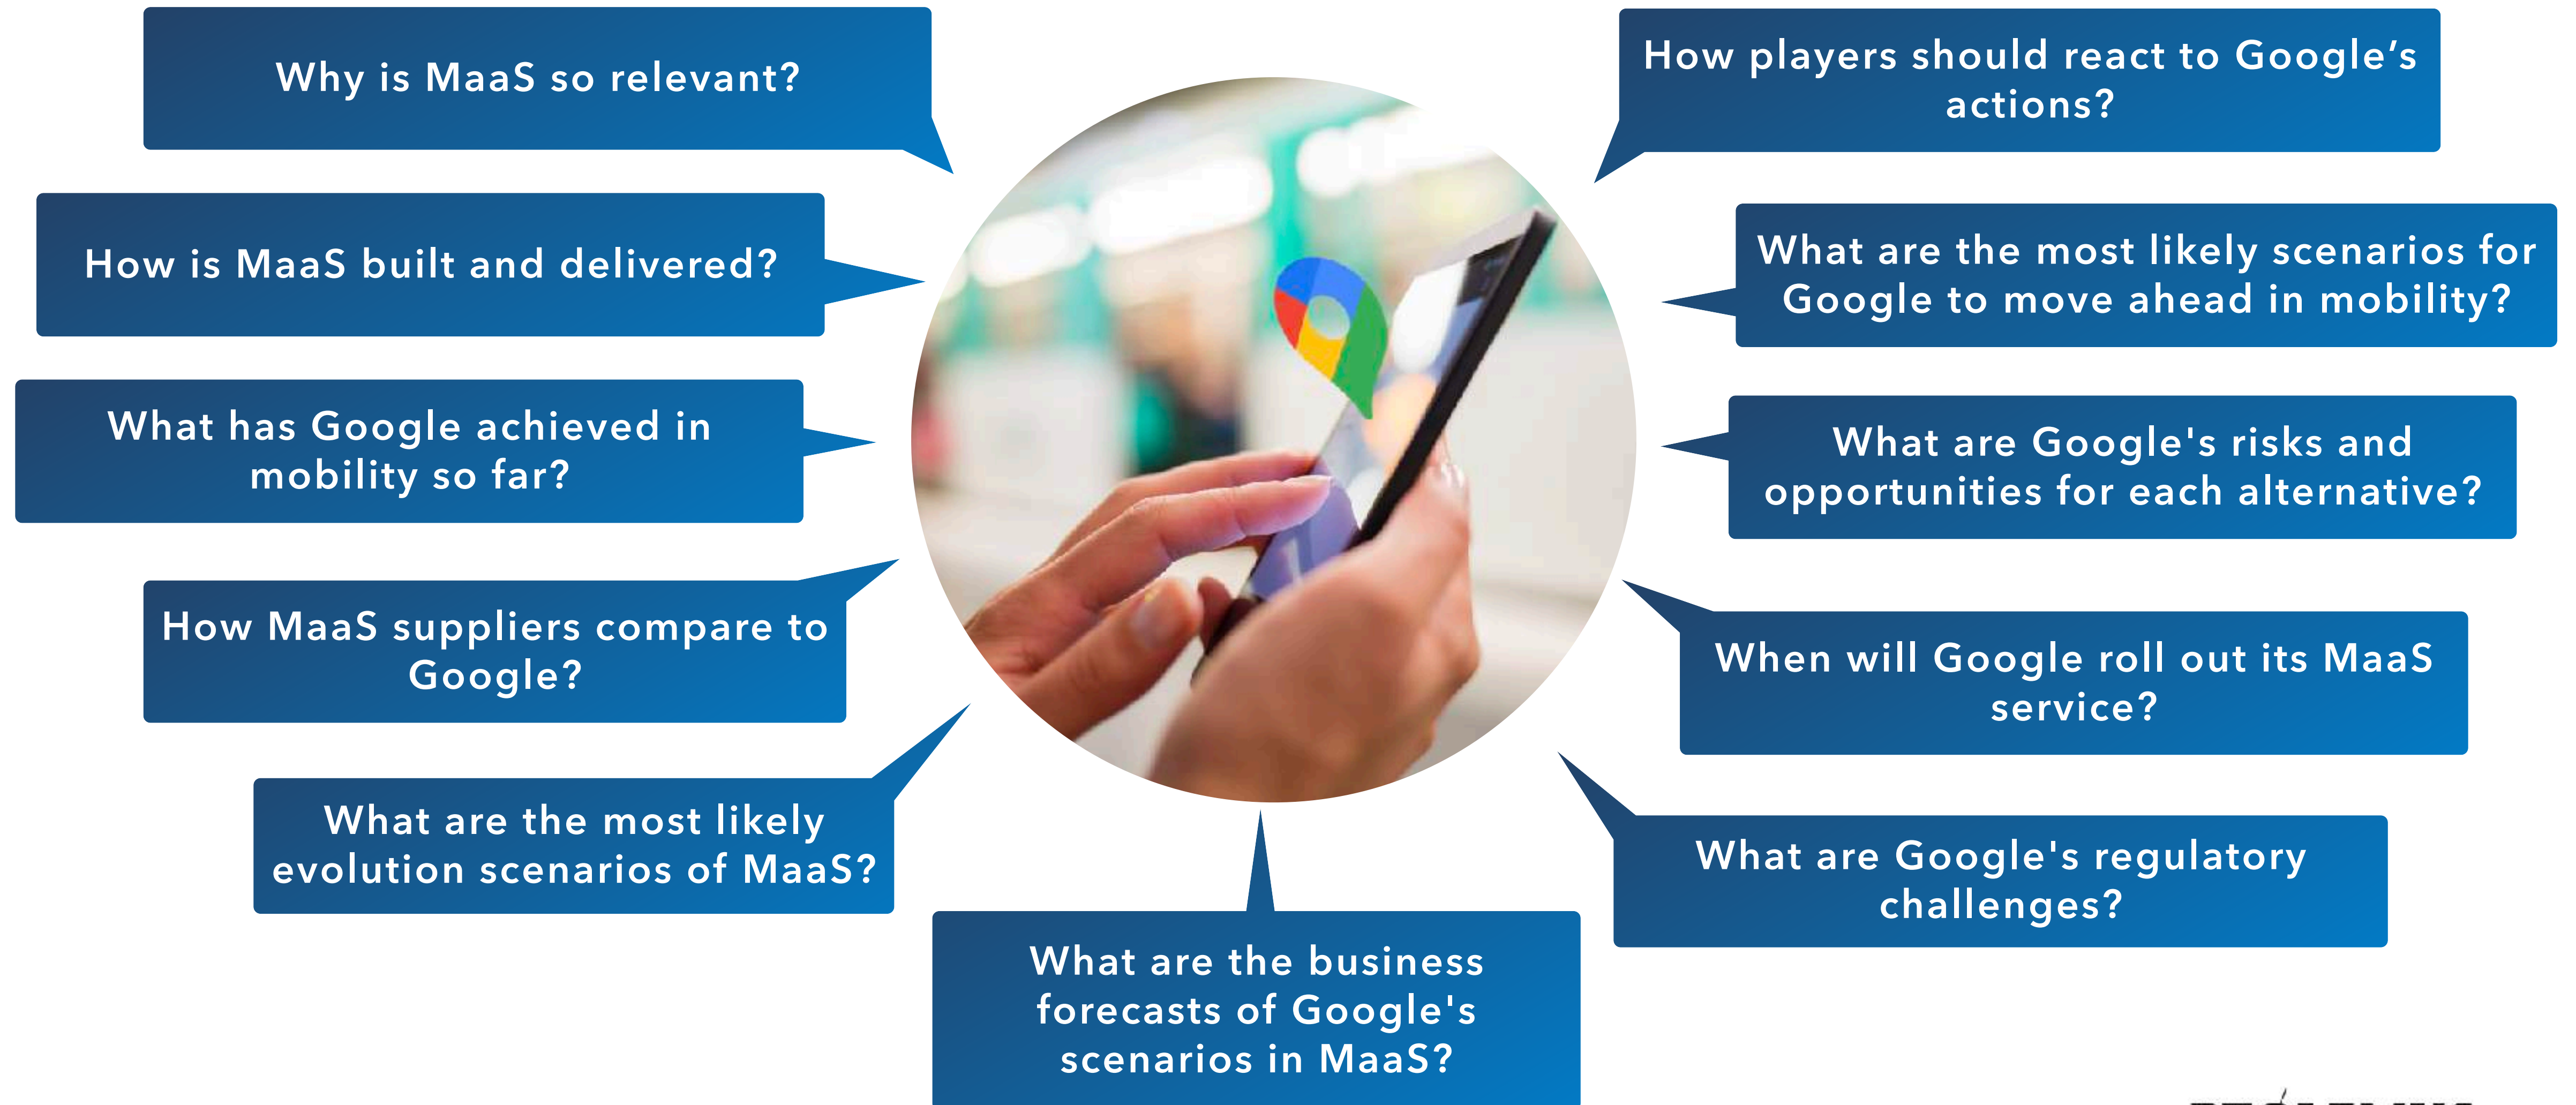 Why is MaaS so relevant?
How is MaaS built and delivered?
What has Google achieved in
mobility so far?
How MaaS suppliers compare to
Google?
What are the most likely
evolution scenarios of MaaS?
What are the business
forecasts of Google's
scenarios in MaaS?
How players should react to Google’s
actions?
What are the most likely scenarios for
Google to move ahead in mobility?
What are Google's risks and
opportunities for each alternative?
When will Google roll out its MaaS
service?
What are Google's regulatory
challenges?